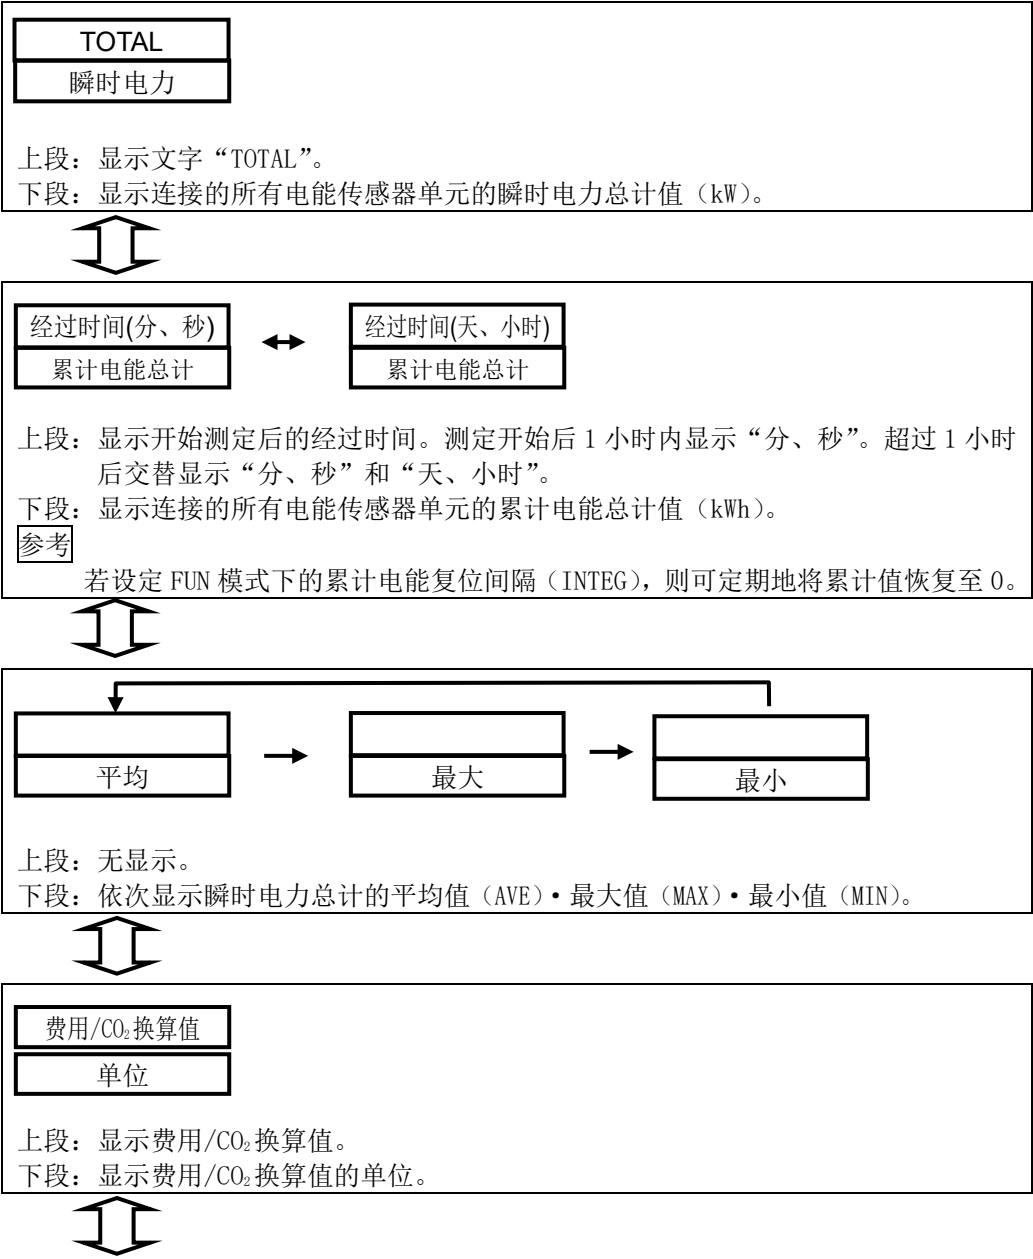 TOTAL
瞬时电力
上段：显示文字“TOTAL”。
下段：显示连接的所有电能传感器单元的瞬时电力总计值（kW）。
经过时间(分、秒)
经过时间(天、小时)
累计电能总计
累计电能总计
上段：显示开始测定后的经过时间。测定开始后 1 小时内显示“分、秒”。超过 1 小时
后交替显示“分、秒”和“天、小时”。
下段：显示连接的所有电能传感器单元的累计电能总计值（kWh）。
参考
若设定 FUN 模式下的累计电能复位间隔（INTEG），则可定期地将累计值恢复至 0。
平均
最大
最小
上段：无显示。
下段：依次显示瞬时电力总计的平均值（AVE）·最大值（MAX）·最小值（MIN）。
费用/CO₂换算值
单位
上段：显示费用/CO₂换算值。
下段：显示费用/CO₂换算值的单位。